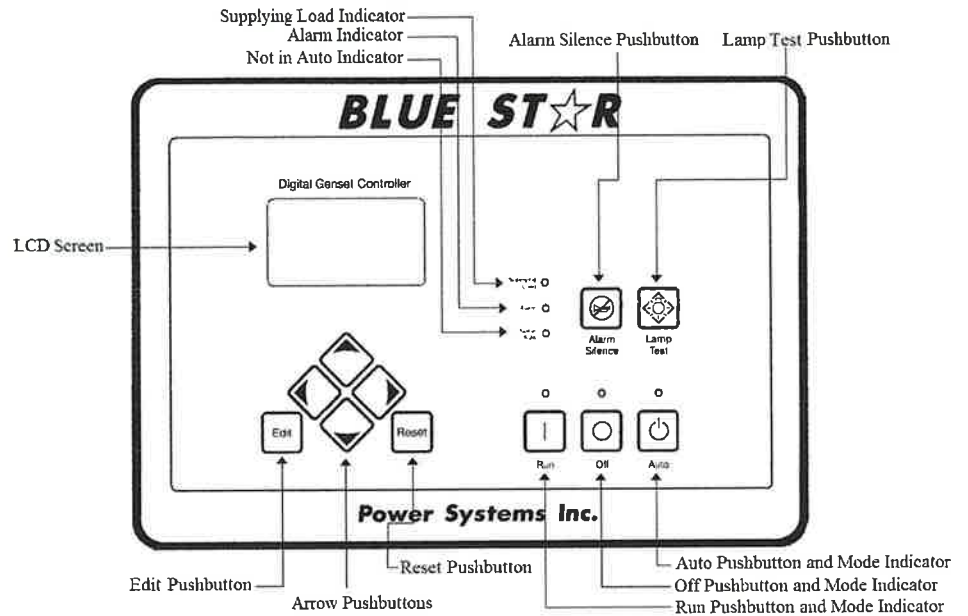 Supplying Load Indicator
Alarm Indicator
Not in Auto Indicator
Alarm Silence Pushbutton
Lamp Test Pushbutton
BLUE ST☆R
Digital Genset Controller
LCD Screen
Alarm
Silence
Lamp
Test
Edit
Reset
Run
Off
Auto
Power Systems Inc.
Edit Pushbutton
Arrow Pushbuttons
Reset Pushbutton
Auto Pushbutton and Mode Indicator
Off Pushbutton and Mode Indicator
Run Pushbutton and Mode Indicator